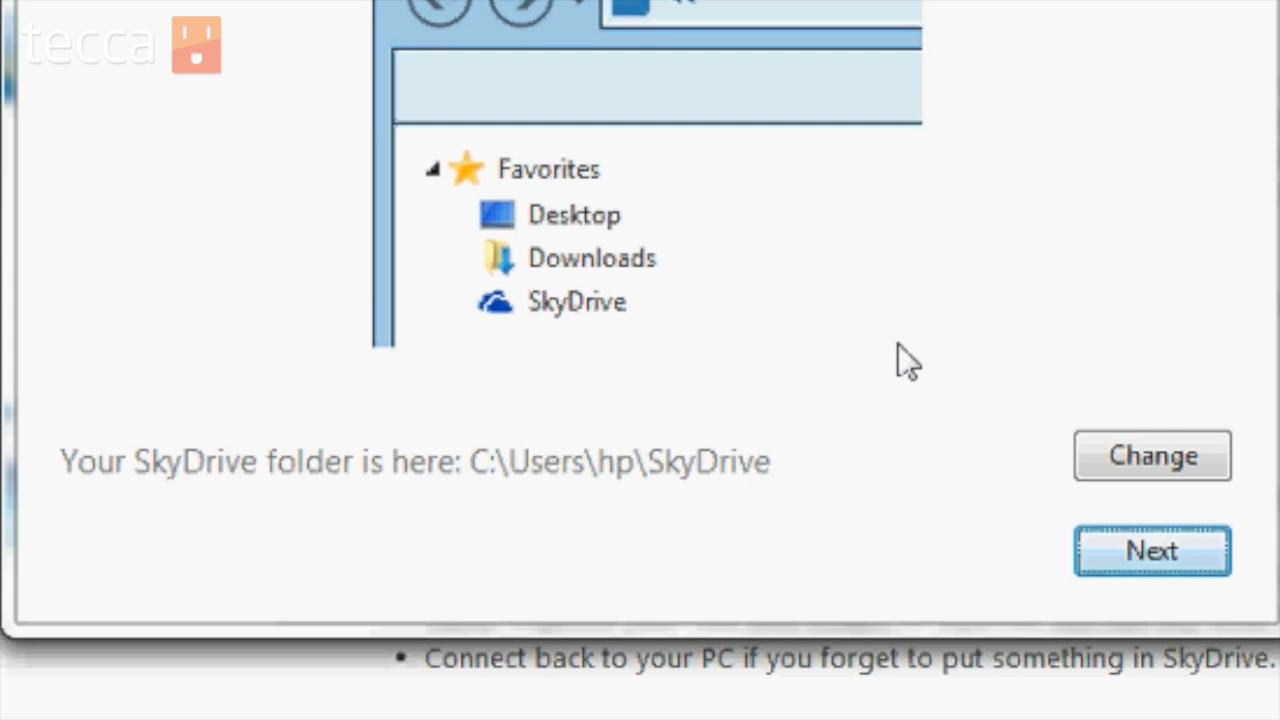 tecca
Favorites
Desktop
Downloads
SkyDrive
Your SkyDrive folder is here: C:\Users\hp\SkyDrive
Change
Next
• Connect back to your PC if you forget to put something in SkyDrive.